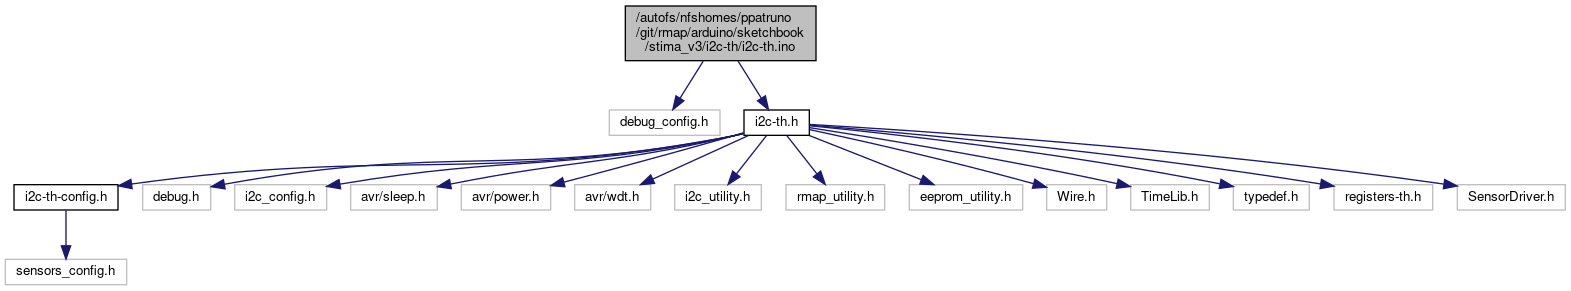 /autofs/nfshomes/ppatruno
/git/rmap/arduino/sketchbook
/stima_v3/i2c-th/i2c-th.ino
debug_config.h
i2c-th.h
i2c-th-config.h
debug.h
i2c_config.h
avr/sleep.h
avr/power.h
avr/wdt.h
i2c_utility.h
rmap_utility.h
eeprom_utility.h
Wire.h
TimeLib.h
typedef.h
registers-th.h
SensorDriver.h
sensors_config.h